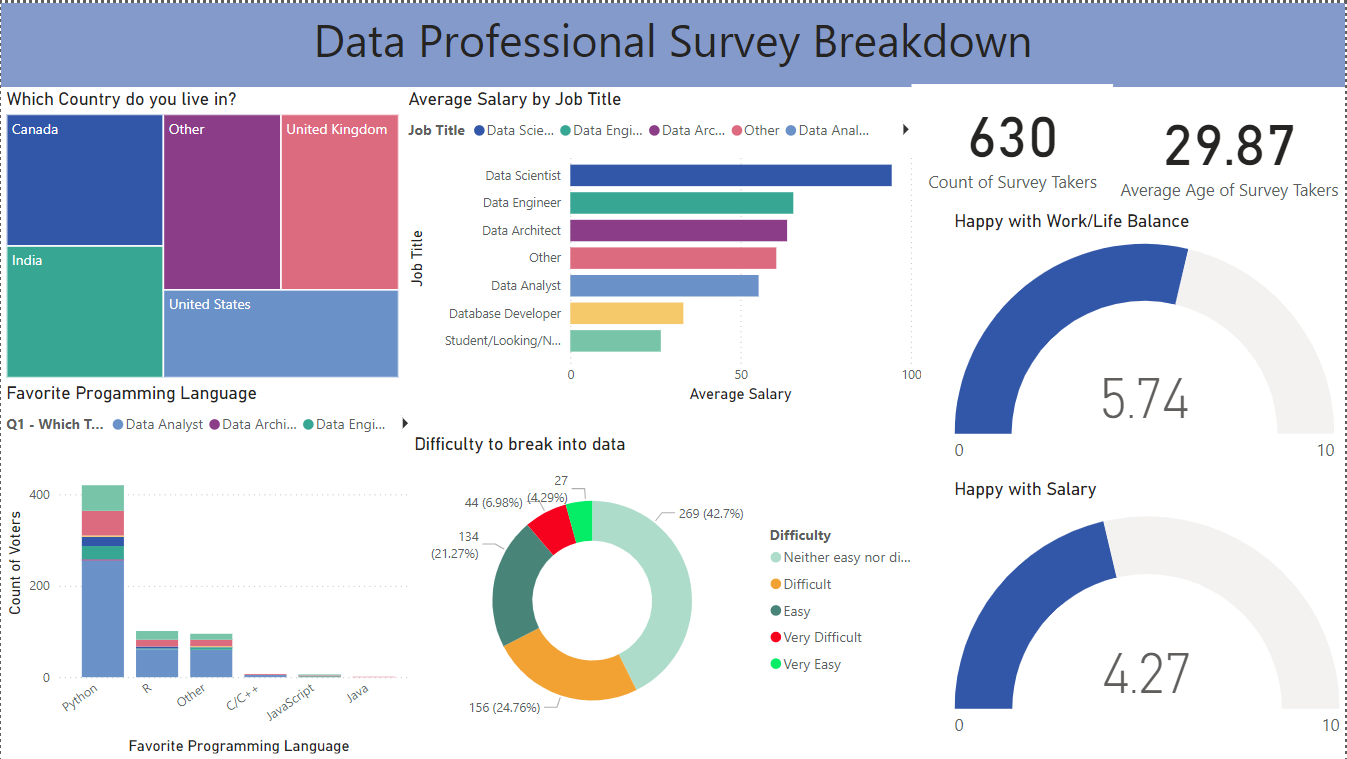 Data Professional Survey Breakdown
Which Country do you live in?
Canada
Other
United Kingdom
India
United States
Average Salary by Job Title
Job Title
Data Scie...
Data Engi...
Data Arc...
Other
Data Anal...
Job Title
Data Scientist
Data Engineer
Data Architect
Other
Data Analyst
Database Developer
Student/Looking/N...
0
50
100
Average Salary
630
Count of Survey Takers
29.87
Average Age of Survey Takers
Happy with Work/Life Balance
5.74
0
10
Favorite Progamming Language
Q1 - Which T...
Data Analyst
Data Archi...
Data Engi...
Count of Voters
400
200
0
Python
R
Other
C/C++
JavaScript
Java
Favorite Programming Language
Difficulty to break into data
27
(4.29%)
44 (6.98%)
134
(21.27%)
269 (42.7%)
156 (24.76%)
Difficulty
Neither easy nor di...
Difficult
Easy
Very Difficult
Very Easy
Happy with Salary
4.27
0
10